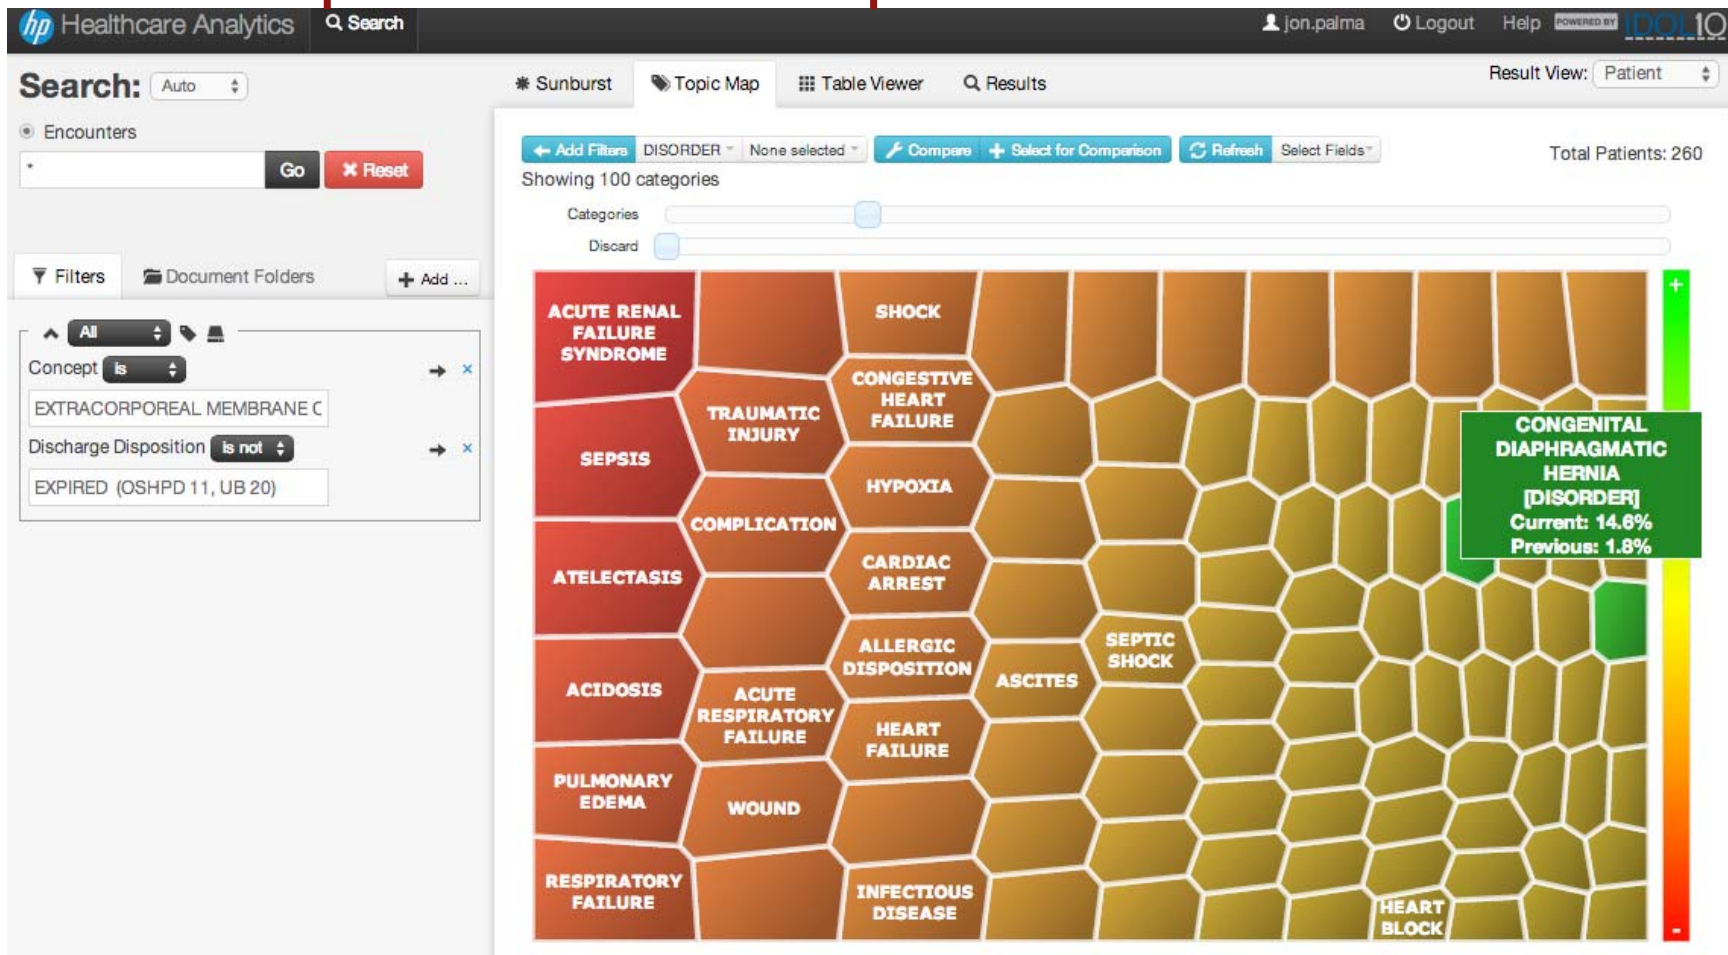 hp Healthcare Analytics Search jon.palma Logout Help POWERED BY IDOL10
Search: Auto
Encounters
*
Go Reset
Filters Document Folders + Add ...
All
Concept is
EXTRACORPOREAL MEMBRANE C
Discharge Disposition is not
EXPIRED (OSHPD 11, UB 20)
Sunburst Topic Map Table Viewer Results
Result View: Patient
Add Filters DISORDER None selected Compare + Select for Comparison Refresh Select Fields
Total Patients: 260
Showing 100 categories
Categories
Discard
ACUTE RENAL
FAILURE
SYNDROME
SEPSIS
ATELECTASIS
ACIDOSIS
PULMONARY
EDEMA
RESPIRATORY
FAILURE
TRAUMATIC
INJURY
COMPLICATION
ACUTE
RESPIRATORY
FAILURE
WOUND
SHOCK
CONGESTIVE
HEART
FAILURE
HYPOXIA
CARDIAC
ARREST
ALLERGIC
DISPOSITION
HEART
FAILURE
INFECTIOUS
DISEASE
ASCITES
SEPTIC
SHOCK
HEART
BLOCK
CONGENITAL
DIAPHRAGMATIC
HERNIA
[DISORDER]
Current: 14.6%
Previous: 1.8%
+
-